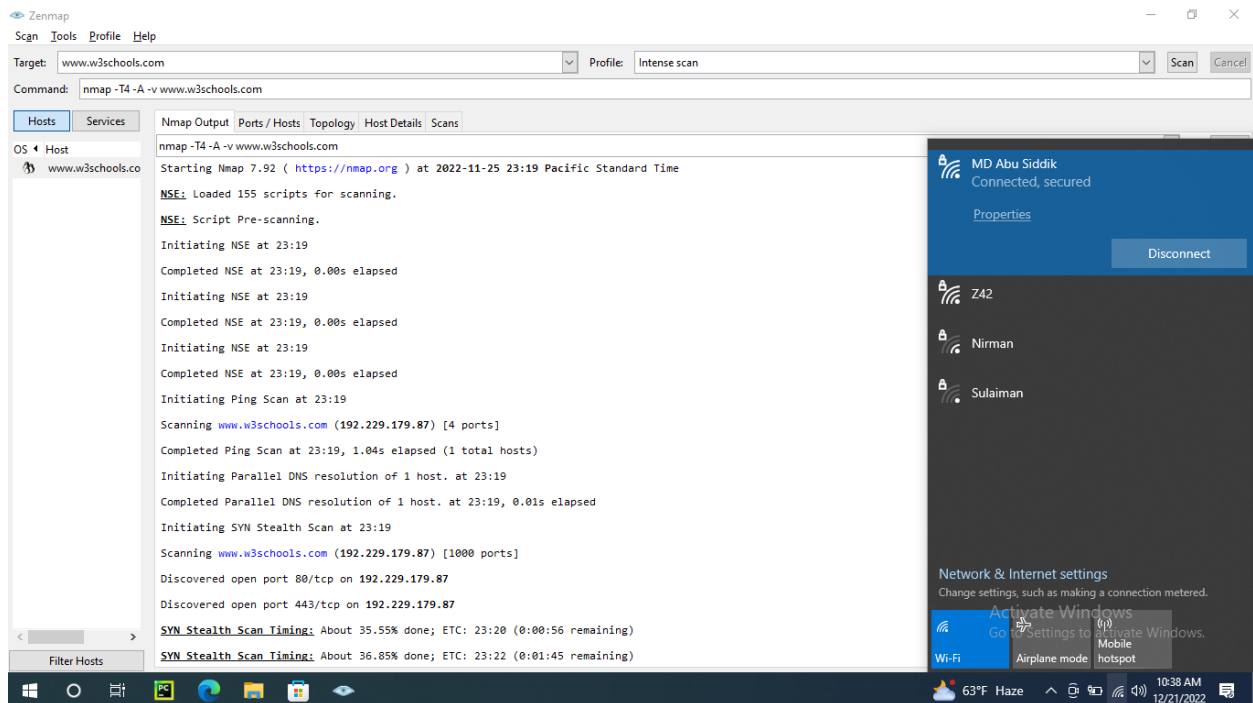 Zenmap
Scan Tools Profile Help
Target: www.w3schools.com Profile: Intense scan Scan Cancel
Command: nmap -T4 -A -v www.w3schools.com
Hosts Services Nmap Output Ports / Hosts Topology Host Details Scans
OS Host
www.w3schools.co
nmap -T4 -A -v www.w3schools.com
Starting Nmap 7.92 ( https://nmap.org ) at 2022-11-25 23:19 Pacific Standard Time
NSE: Loaded 155 scripts for scanning.
NSE: Script Pre-scanning.
Initiating NSE at 23:19
Completed NSE at 23:19, 0.00s elapsed
Initiating NSE at 23:19
Completed NSE at 23:19, 0.00s elapsed
Initiating NSE at 23:19
Completed NSE at 23:19, 0.00s elapsed
Initiating Ping Scan at 23:19
Scanning www.w3schools.com (192.229.179.87) [4 ports]
Completed Ping Scan at 23:19, 1.04s elapsed (1 total hosts)
Initiating Parallel DNS resolution of 1 host. at 23:19
Completed Parallel DNS resolution of 1 host. at 23:19, 0.01s elapsed
Initiating SYN Stealth Scan at 23:19
Scanning www.w3schools.com (192.229.179.87) [1000 ports]
Discovered open port 80/tcp on 192.229.179.87
Discovered open port 443/tcp on 192.229.179.87
SYN Stealth Scan Timing: About 35.55% done; ETC: 23:20 (0:00:56 remaining)
SYN Stealth Scan Timing: About 36.85% done; ETC: 23:22 (0:01:45 remaining)
Filter Hosts
MD Abu Siddik
Connected, secured
Properties
Disconnect
Z42
Nirman
Sulaiman
Network & Internet settings
Change settings, such as making a connection metered.
Activate Windows
Go to Settings to activate Windows.
Wi-Fi
Airplane mode
Mobile
hotspot
PC
63°F Haze
10:38 AM
12/21/2022